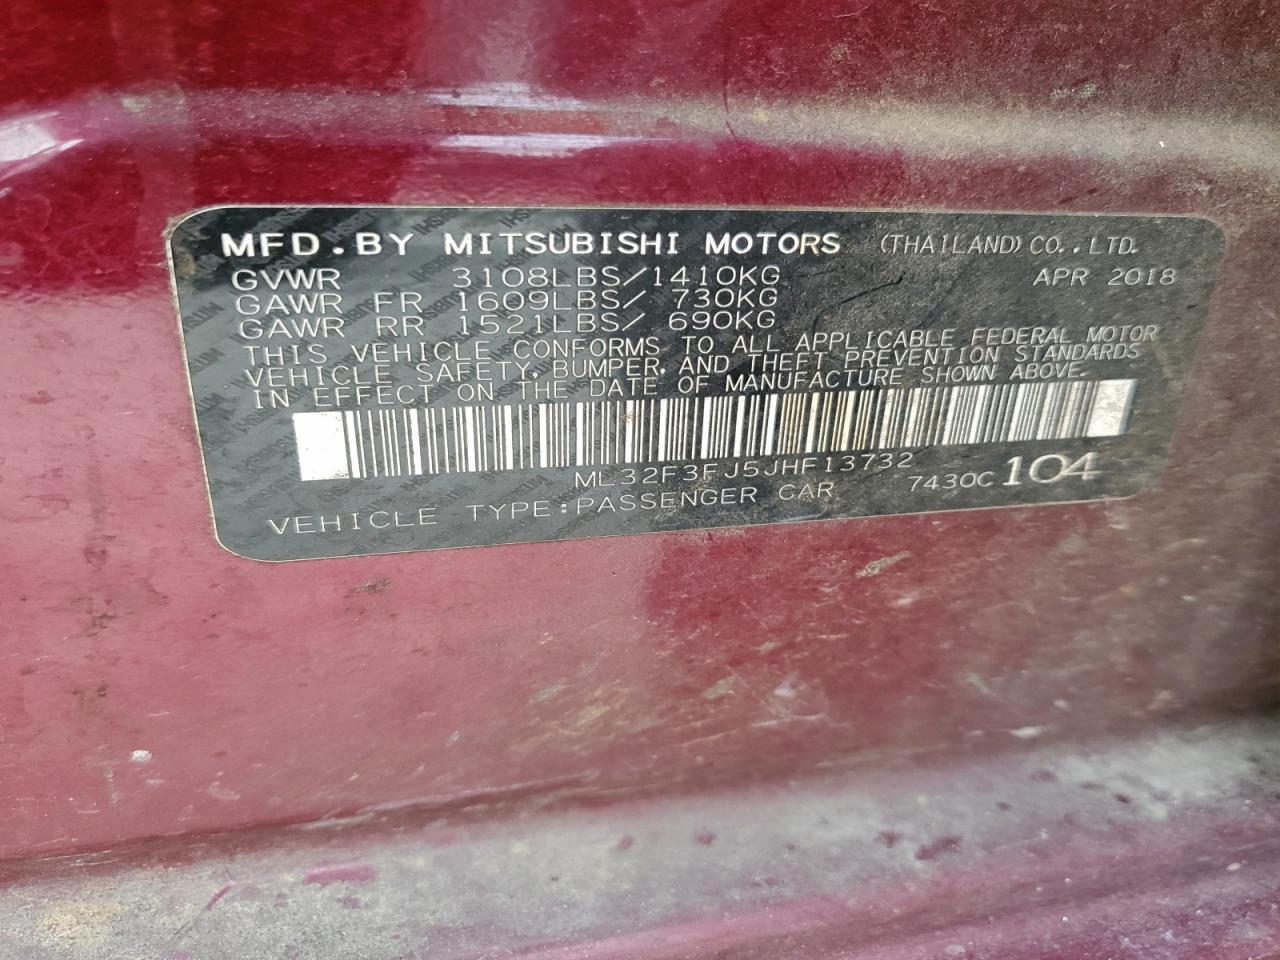 MFD.BY MITSUBISHI MOTORS (THAILAND) CO.,LTD.
GVWR 3108LBS/1410KG APR 2018
GAWR FR 1609LBS/ 730KG
GAWR RR 1521LBS/ 690KG
THIS VEHICLE CONFORMS TO ALL APPLICABLE FEDERAL MOTOR
VEHICLE SAFETY, BUMPER, AND THEFT PREVENTION STANDARDS
IN EFFECT ON THE DATE OF MANUFACTURE SHOWN ABOVE.
ML32F3FJ5JHF13732 7430C 104
VEHICLE TYPE:PASSENGER CAR